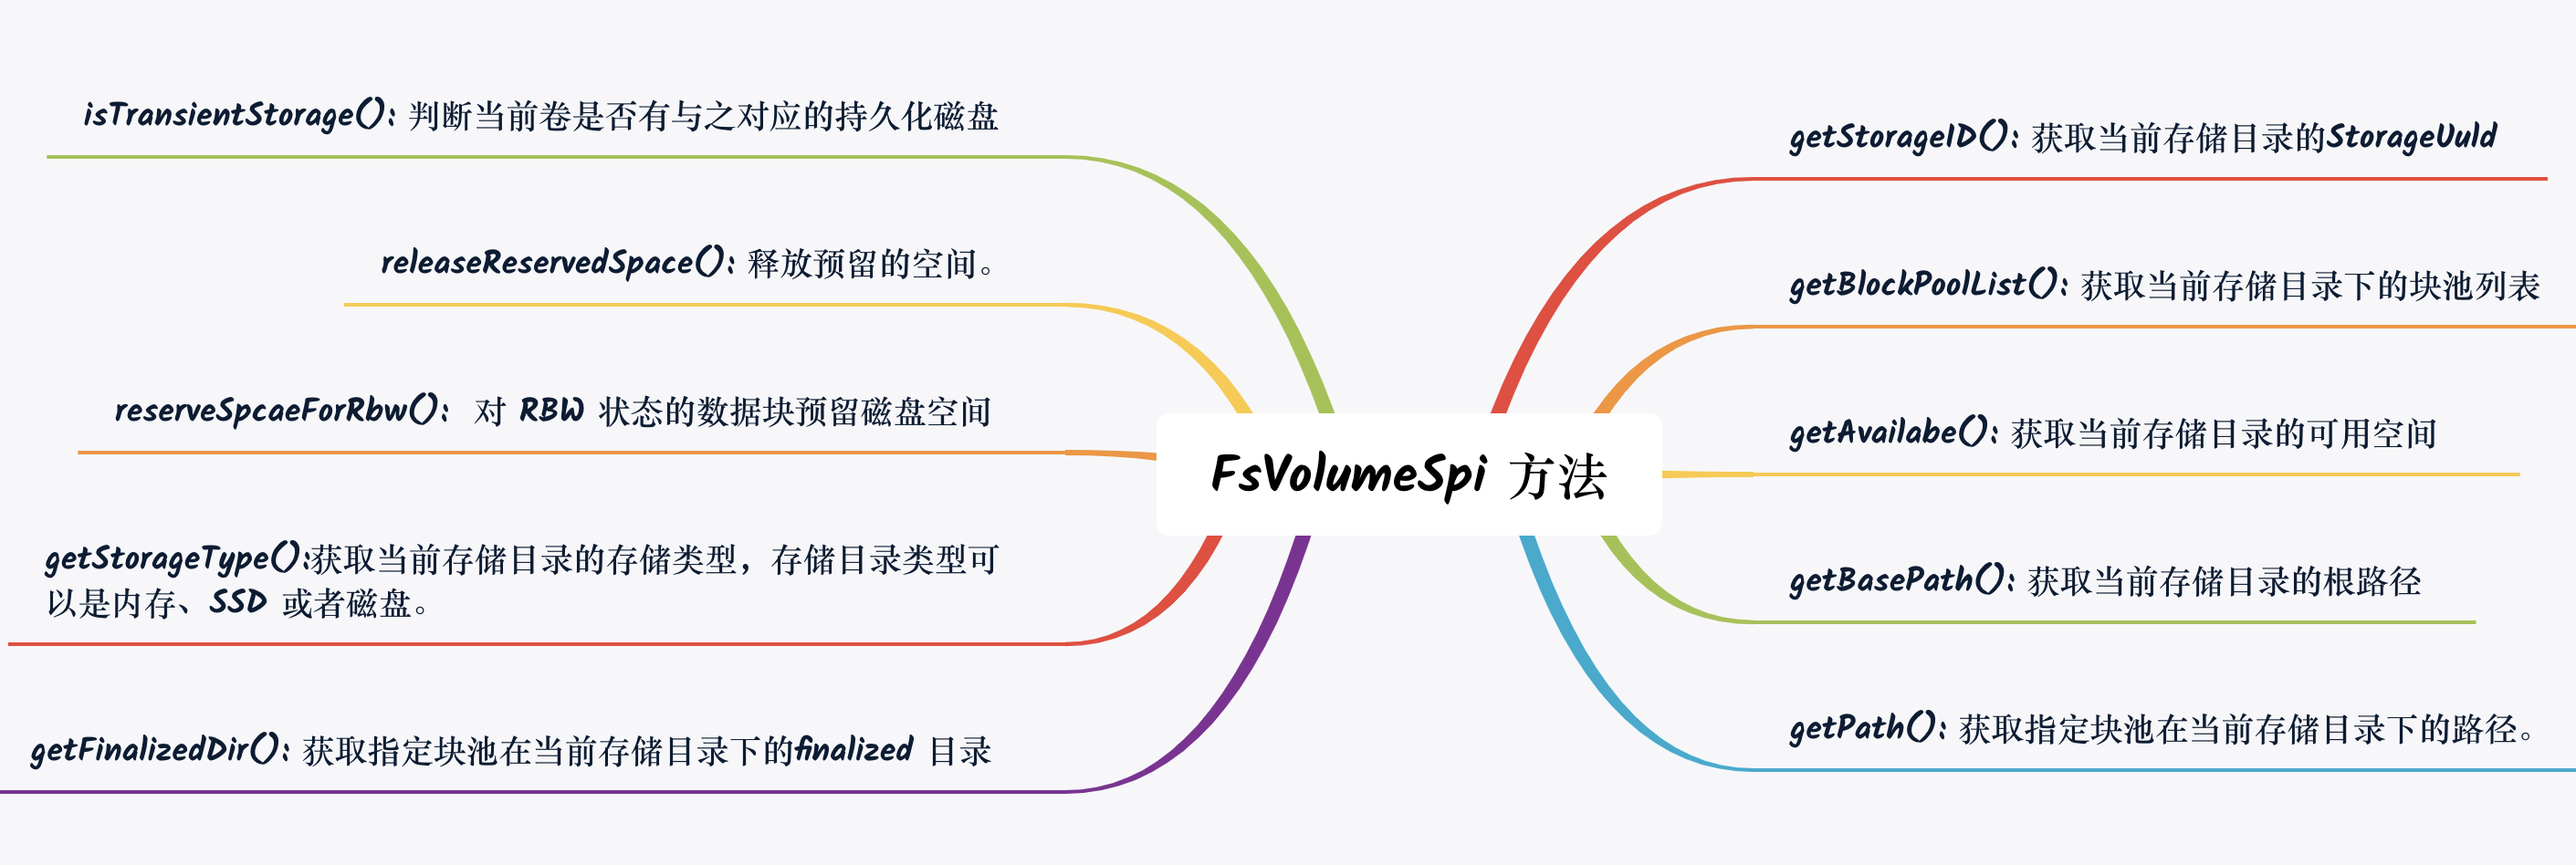 isTransientStorage(): 判断当前卷是否有与之对应的持久化磁盘
releaseReservedSpace(): 释放预留的空间。
reserveSpcaeForRbw(): 对 RBW 状态的数据块预留磁盘空间
getStorageType():获取当前存储目录的存储类型，存储目录类型可
以是内存、SSD 或者磁盘。
getFinalizedDir(): 获取指定块池在当前存储目录下的finalized 目录
FsVolumeSpi 方法
getStorageID(): 获取当前存储目录的StorageUuId
getBlockPoolList(): 获取当前存储目录下的块池列表
getAvailabe(): 获取当前存储目录的可用空间
getBasePath(): 获取当前存储目录的根路径
getPath(): 获取指定块池在当前存储目录下的路径。